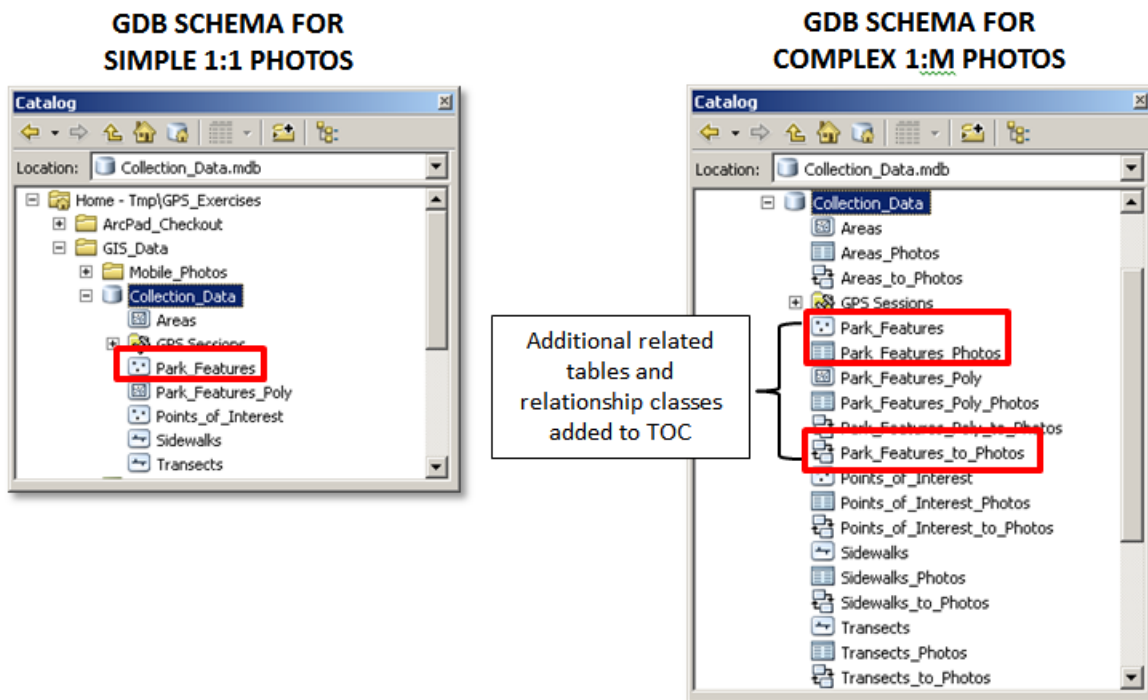 GDB SCHEMA FOR
SIMPLE 1:1 PHOTOS
Catalog
Location: Collection_Data.mdb
Home - Tmp\GPS_Exercises
ArcPad_Checkout
GIS_Data
Mobile_Photos
Collection_Data
Areas
GPS Sessions
Park_Features
Park_Features_Poly
Points_of_Interest
Sidewalks
Transects
Additional related
tables and
relationship classes
added to TOC
GDB SCHEMA FOR
COMPLEX 1:M PHOTOS
Catalog
Location: Collection_Data.mdb
Collection_Data
Areas
Areas_Photos
Areas_to_Photos
GPS Sessions
Park_Features
Park_Features_Photos
Park_Features_Poly
Park_Features_Poly_Photos
Park_Features_Poly_to_Photos
Park_Features_to_Photos
Points_of_Interest
Points_of_Interest_Photos
Points_of_Interest_to_Photos
Sidewalks
Sidewalks_Photos
Sidewalks_to_Photos
Transects
Transects_Photos
Transects_to_Photos